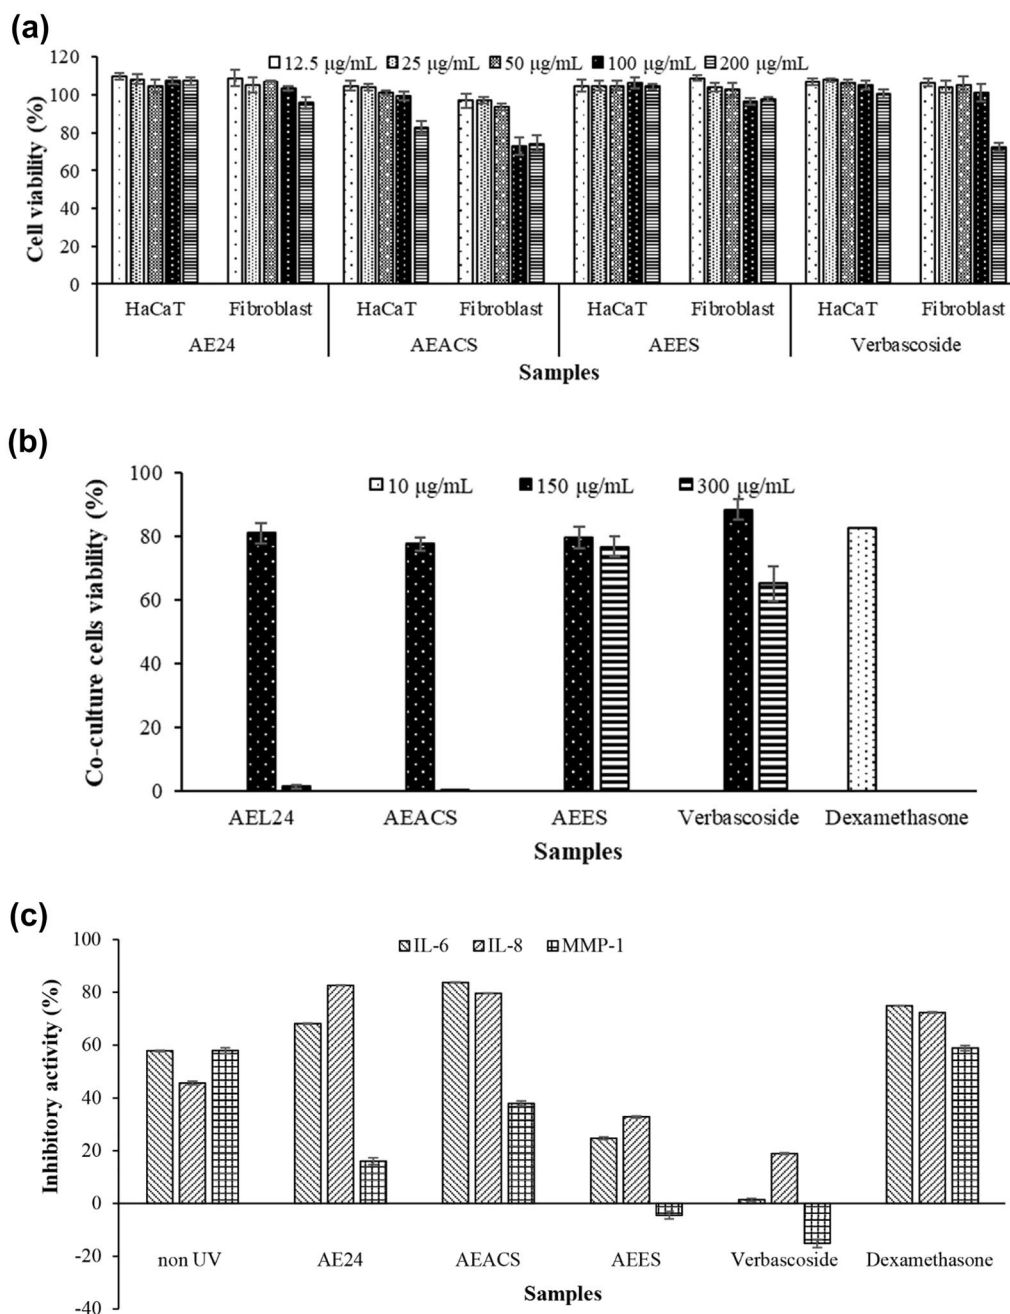 (a)
12.5 µg/mL 25 µg/mL 50 µg/mL 100 µg/mL 200 µg/mL
Cell viability (%)
120
100
80
60
40
20
0
HaCaT Fibroblast HaCaT Fibroblast HaCaT Fibroblast HaCaT Fibroblast
AE24 AEACS AEES Verbascoside
Samples
(b)
10 µg/mL 150 µg/mL 300 µg/mL
Co-culture cells viability (%)
100
80
60
40
20
0
AEL24 AEACS AEES Verbascoside Dexamethasone
Samples
(c)
IL-6 IL-8 MMP-1
Inhibitory activity (%)
100
80
60
40
20
0
-20
-40
non UV AE24 AEACS AEES Verbascoside Dexamethasone
Samples